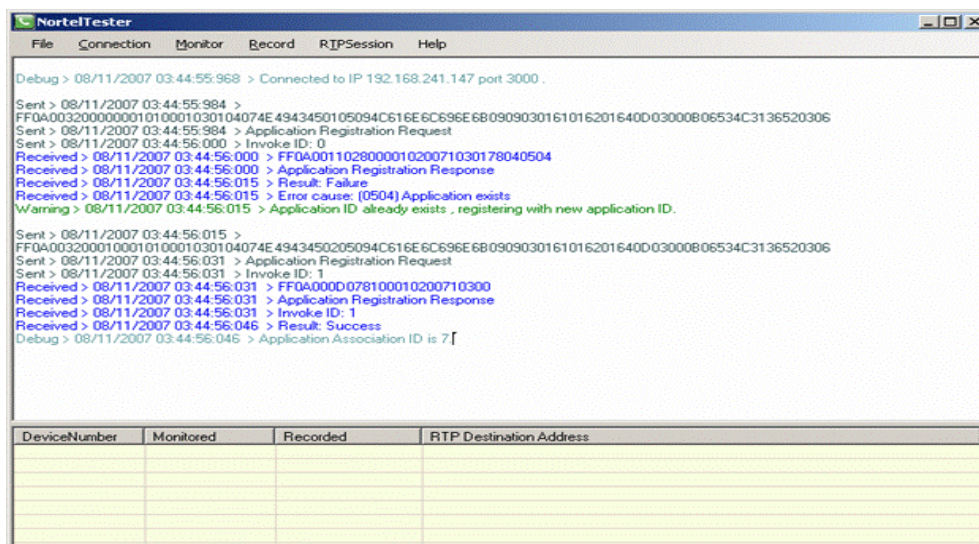 NortelTester
File Connection Monitor Record RTPSession Help
Debug > 08/11/2007 03:44:55:968 > Connected to IP 192.168.241.147 port 3000 .
Sent > 08/11/2007 03:44:55:984 >
FF0A00320000001010001030104074E4943450105094C616E6C696E6B0909030161016201640D03000B06534C3136520306
Sent > 08/11/2007 03:44:55:984 > Application Registration Request
Sent > 08/11/2007 03:44:56:000 > Invoke ID: 0
Received > 08/11/2007 03:44:56:000 > FF0A001102800001020071030178040504
Received > 08/11/2007 03:44:56:000 > Application Registration Response
Received > 08/11/2007 03:44:56:015 > Result: Failure
Received > 08/11/2007 03:44:56:015 > Error cause: (0504) Application exists
Warning > 08/11/2007 03:44:56:015 > Application ID already exists , registering with new application ID.
Sent > 08/11/2007 03:44:56:015 >
FF0A00320001000101000103010407​4E4943450205094C616E6C696E6B0909030161016201640D03000B06534C3136520306
Sent > 08/11/2007 03:44:56:031 > Application Registration Request
Sent > 08/11/2007 03:44:56:031 > Invoke ID: 1
Received > 08/11/2007 03:44:56:031 > FF0A000D078100010200710300
Received > 08/11/2007 03:44:56:031 > Application Registration Response
Received > 08/11/2007 03:44:56:031 > Invoke ID: 1
Received > 08/11/2007 03:44:56:046 > Result: Success
Debug > 08/11/2007 03:44:56:046 > Application Association ID is 7.
DeviceNumber Monitored Recorded RTP Destination Address